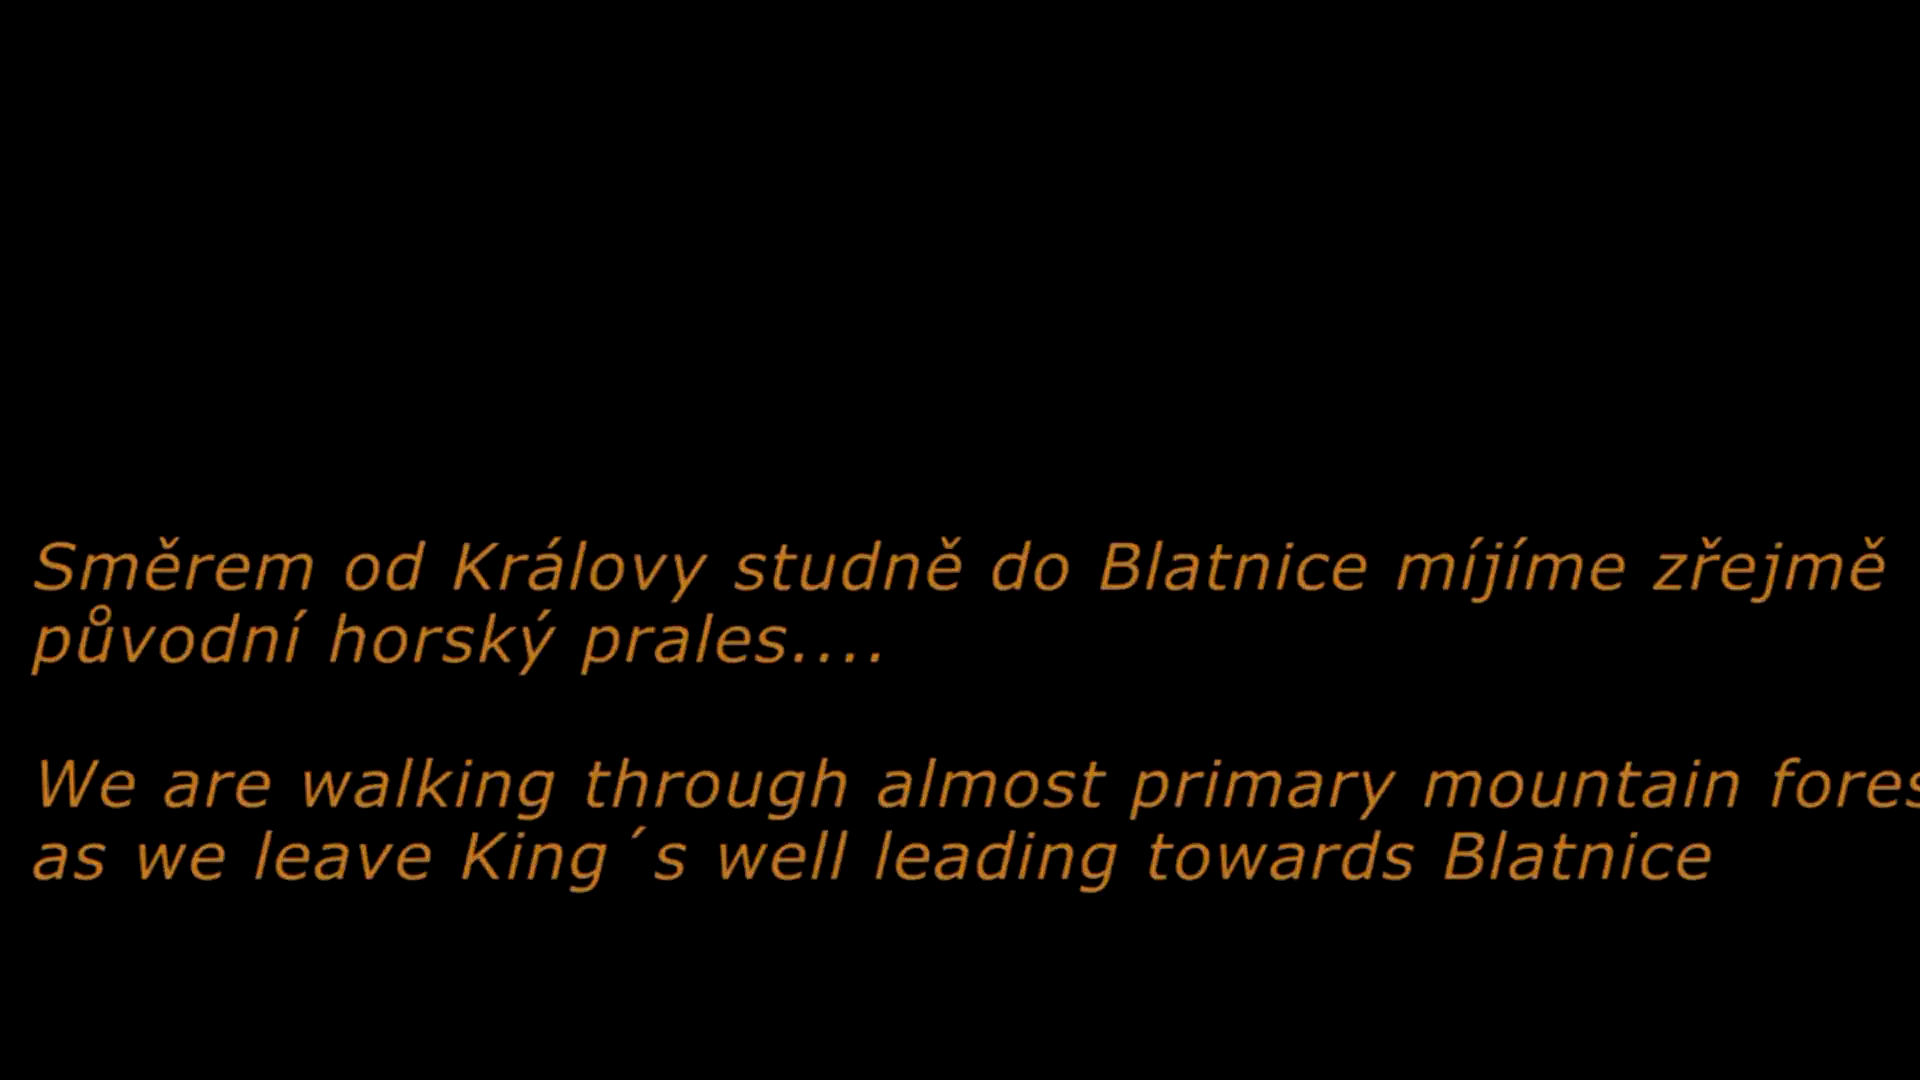 Směrem od Královy studně do Blatnice míjíme zřejmě
původní horský prales....
We are walking through almost primary mountain fores
as we leave King´s well leading towards Blatnice